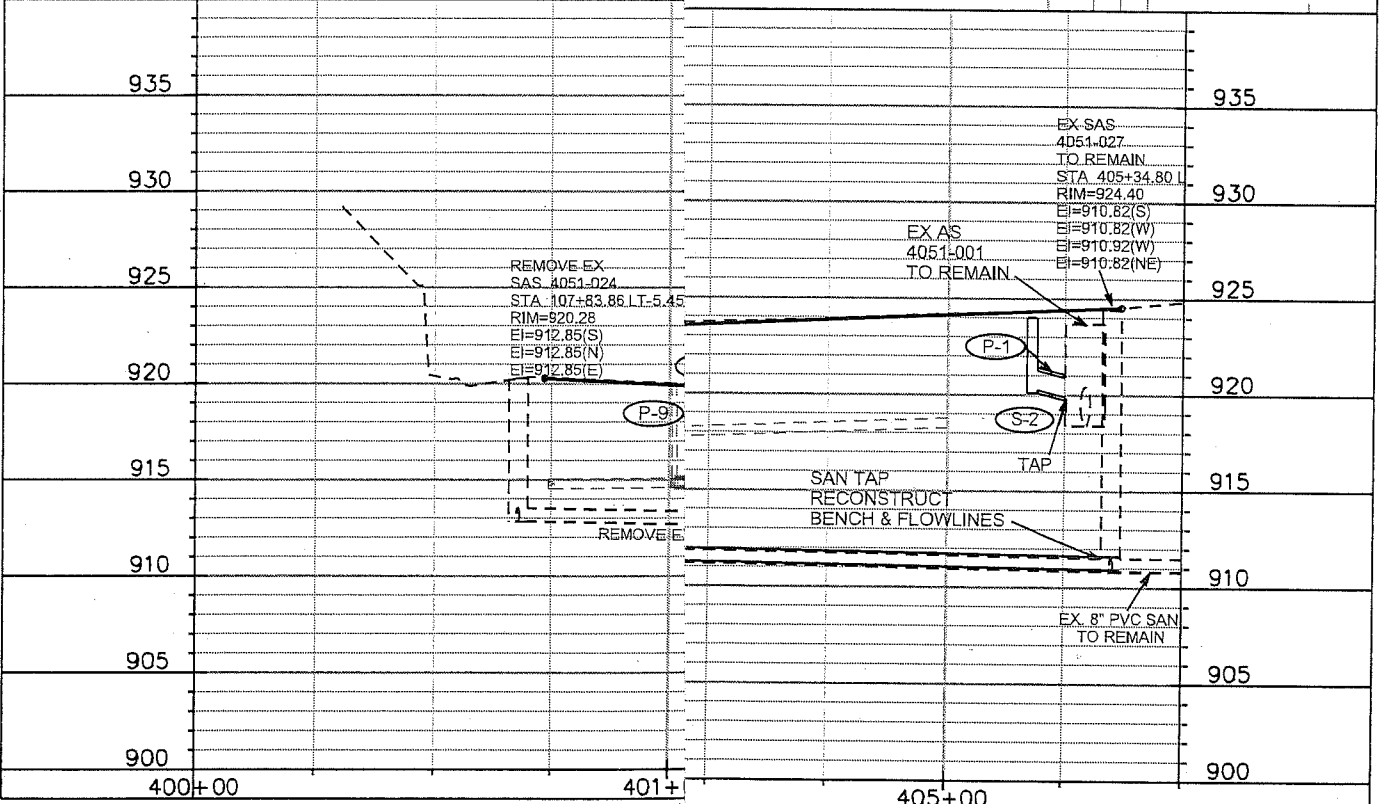 935
930
925
920
915
910
905
900
REMOVE EX
SAS 4051-024
STA 107+83.86 LT-5.45
RIM=920.28
EI=912.85(S)
EI=912.85(N)
EI=912.85(E)
P-9
REMOVE E
400+00
401+
EX SAS
4051-027
TO REMAIN
STA 405+34.80 L
RIM=924.40
EI=910.82(S)
EI=910.82(W)
EI=910.92(W)
EI=910.82(NE)
EX AS
4051-001
TO REMAIN
P-1
S-2
TAP
SAN TAP
RECONSTRUCT
BENCH & FLOWLINES
EX. 8" PVC SAN
TO REMAIN
935
930
925
920
915
910
905
900
405+00